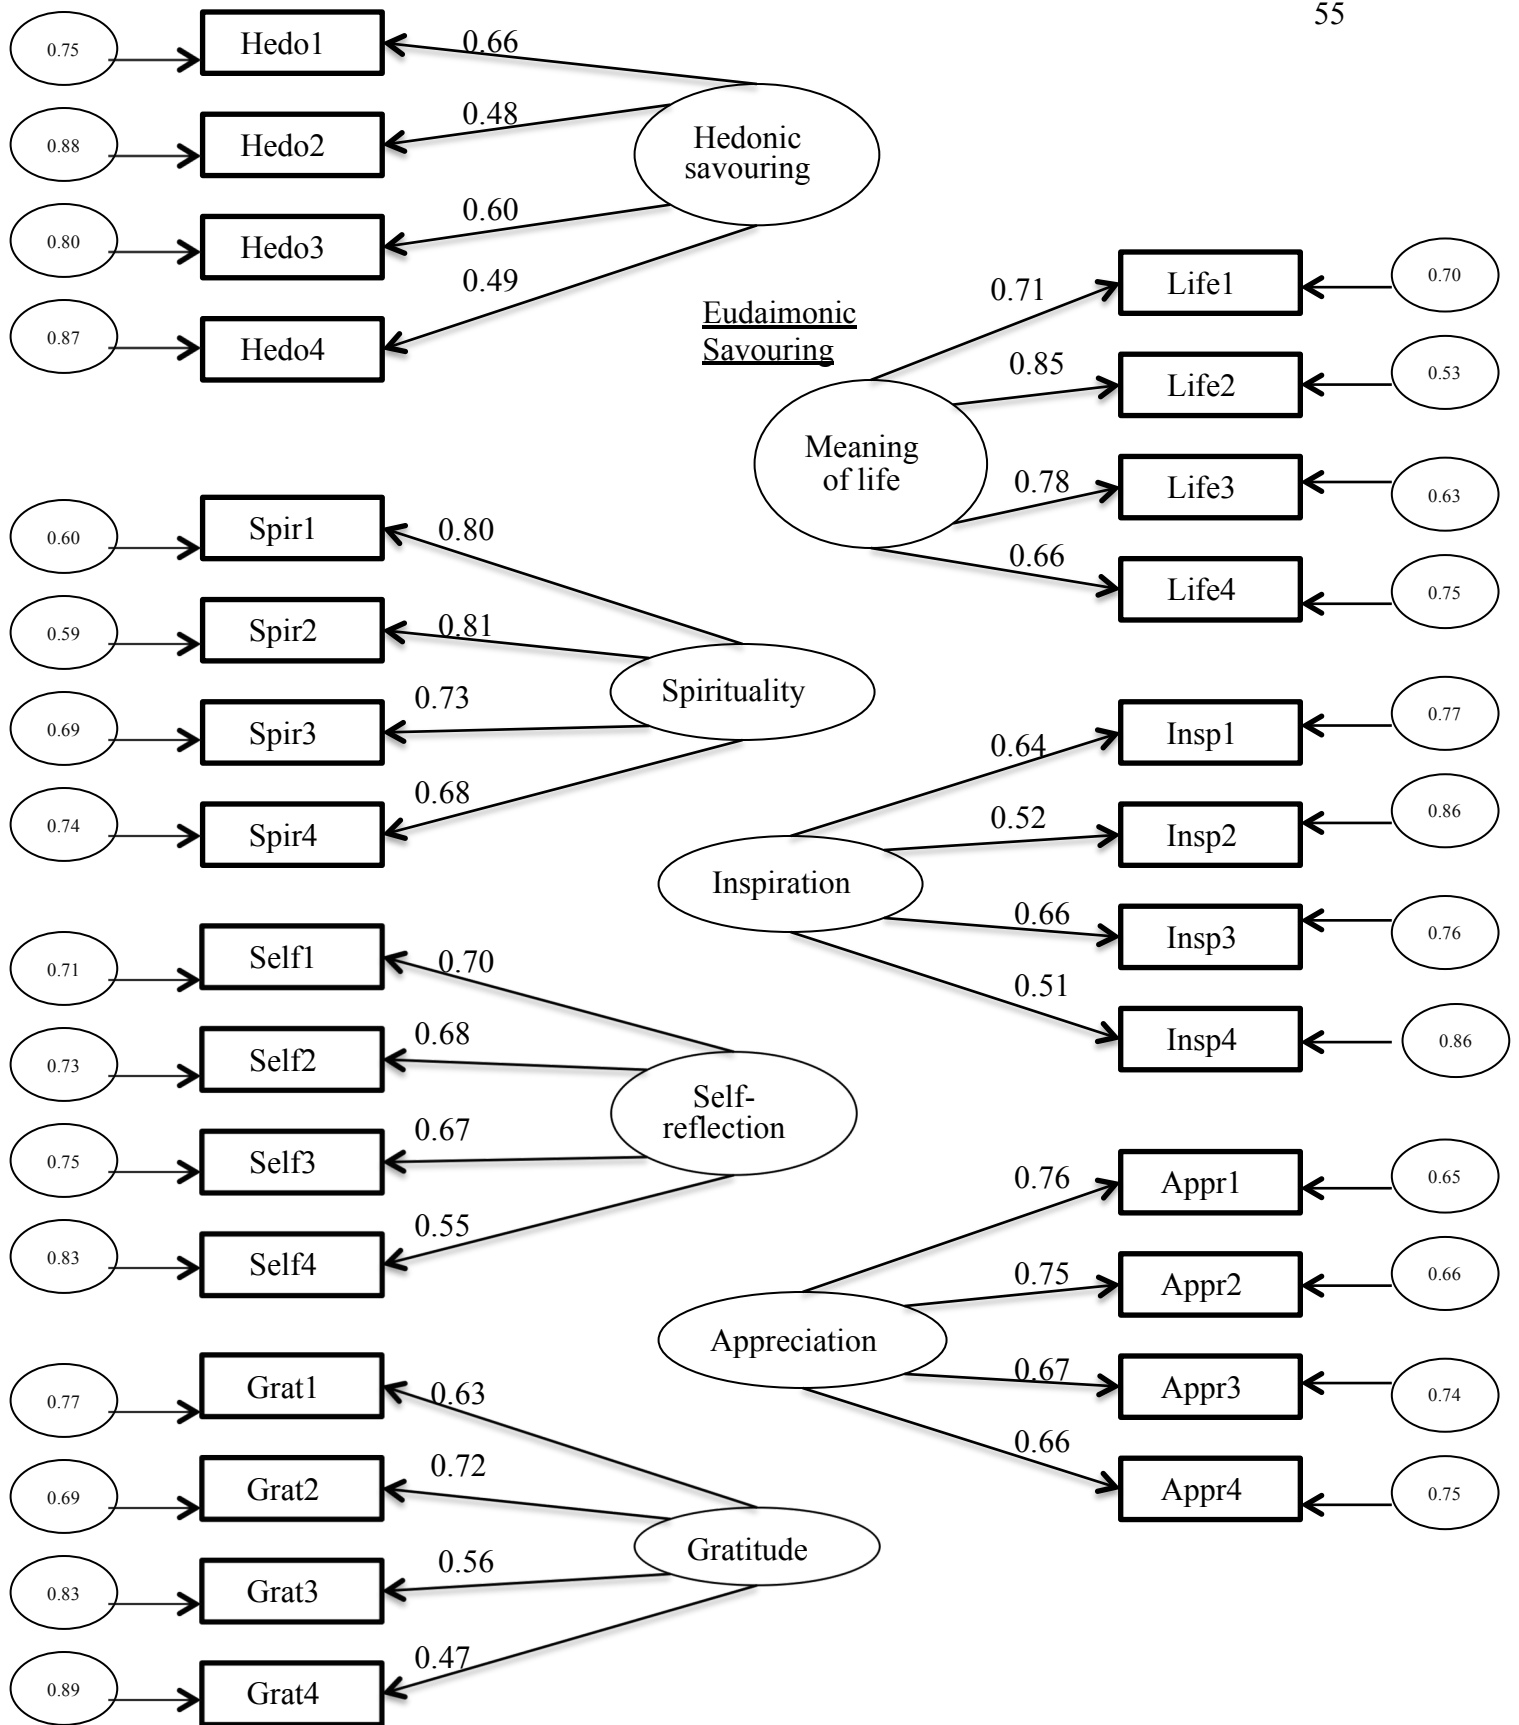 55
0.75
Hedo1
0.66
0.88
Hedo2
0.48
0.80
Hedo3
0.60
0.87
Hedo4
0.49
Hedonic
savouring
Eudaimonic
Savouring
0.71
Life1
0.70
0.85
Life2
0.53
Meaning
of life
0.78
Life3
0.63
0.66
Life4
0.75
0.60
Spir1
0.80
0.59
Spir2
0.81
0.69
Spir3
0.73
0.74
Spir4
0.68
Spirituality
0.64
Insp1
0.77
0.52
Insp2
0.86
Inspiration
0.66
Insp3
0.76
0.51
Insp4
0.86
0.71
Self1
0.70
0.73
Self2
0.68
0.75
Self3
0.67
0.83
Self4
0.55
Self-
reflection
0.76
Appr1
0.65
0.75
Appr2
0.66
Appreciation
0.67
Appr3
0.74
0.66
Appr4
0.75
0.77
Grat1
0.63
0.69
Grat2
0.72
0.83
Grat3
0.56
0.89
Grat4
0.47
Gratitude